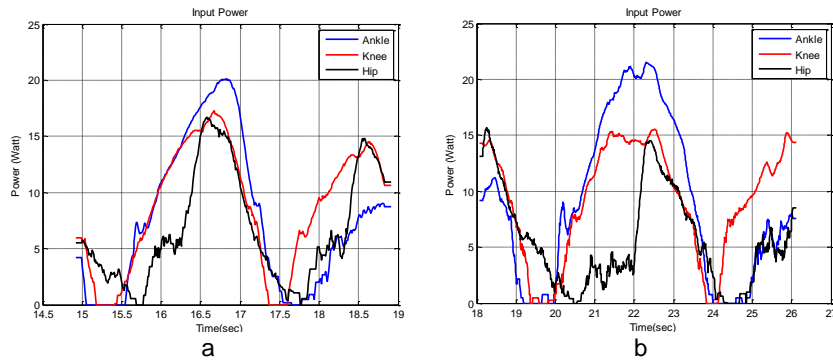 Input Power
25
20
15
10
5
0
Power (Watt)
14.5 15 15.5 16 16.5 17 17.5 18 18.5 19
Time(sec)
Ankle
Knee
Hip
a
Input Power
25
20
15
10
5
0
Power (Watt)
18 19 20 21 22 23 24 25 26 27
Time(sec)
Ankle
Knee
Hip
b